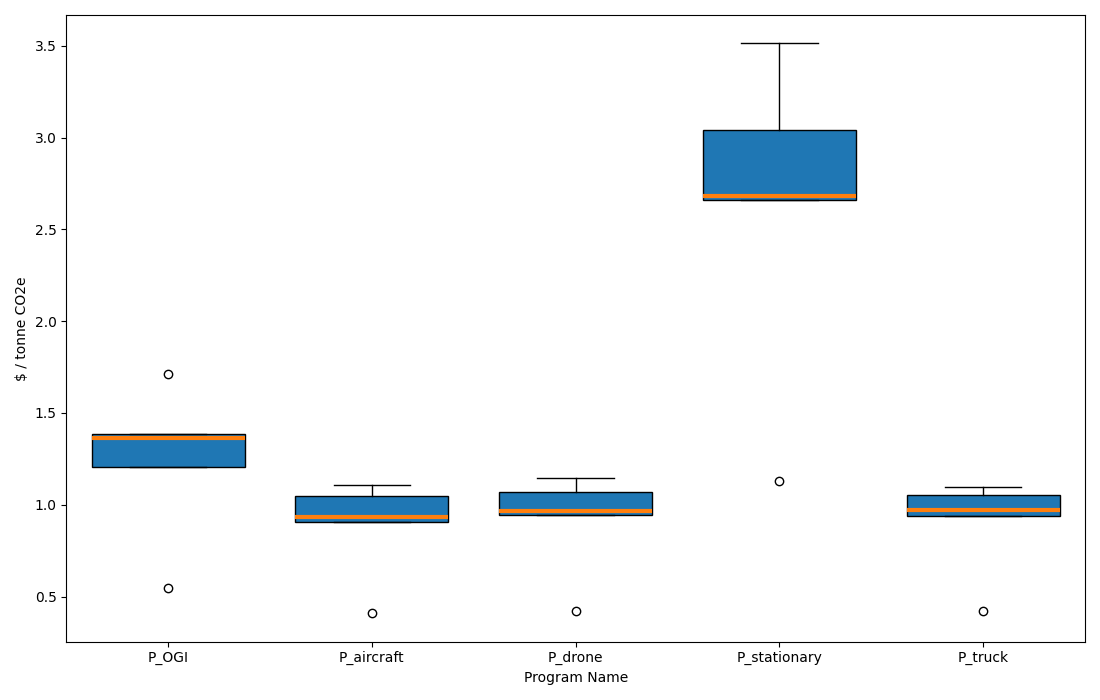 $ / tonne CO2e
3.5
3.0
2.5
2.0
1.5
1.0
0.5
P_OGI P_aircraft P_drone P_stationary P_truck
Program Name